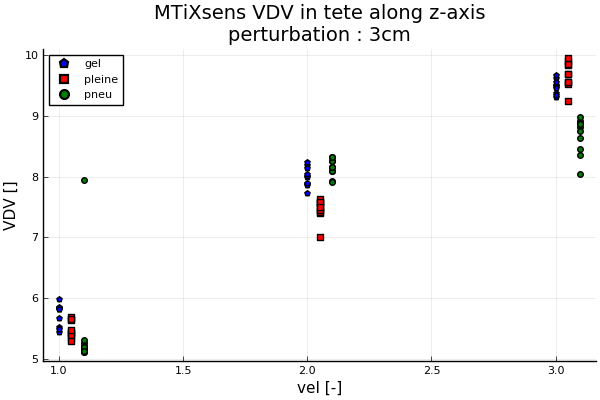 MTiXsens VDV in tete along z-axis
perturbation : 3cm
10
gel
pleine
pneu
9
8
7
6
5
VDV []
1.0
1.5
2.0
2.5
3.0
vel [-]